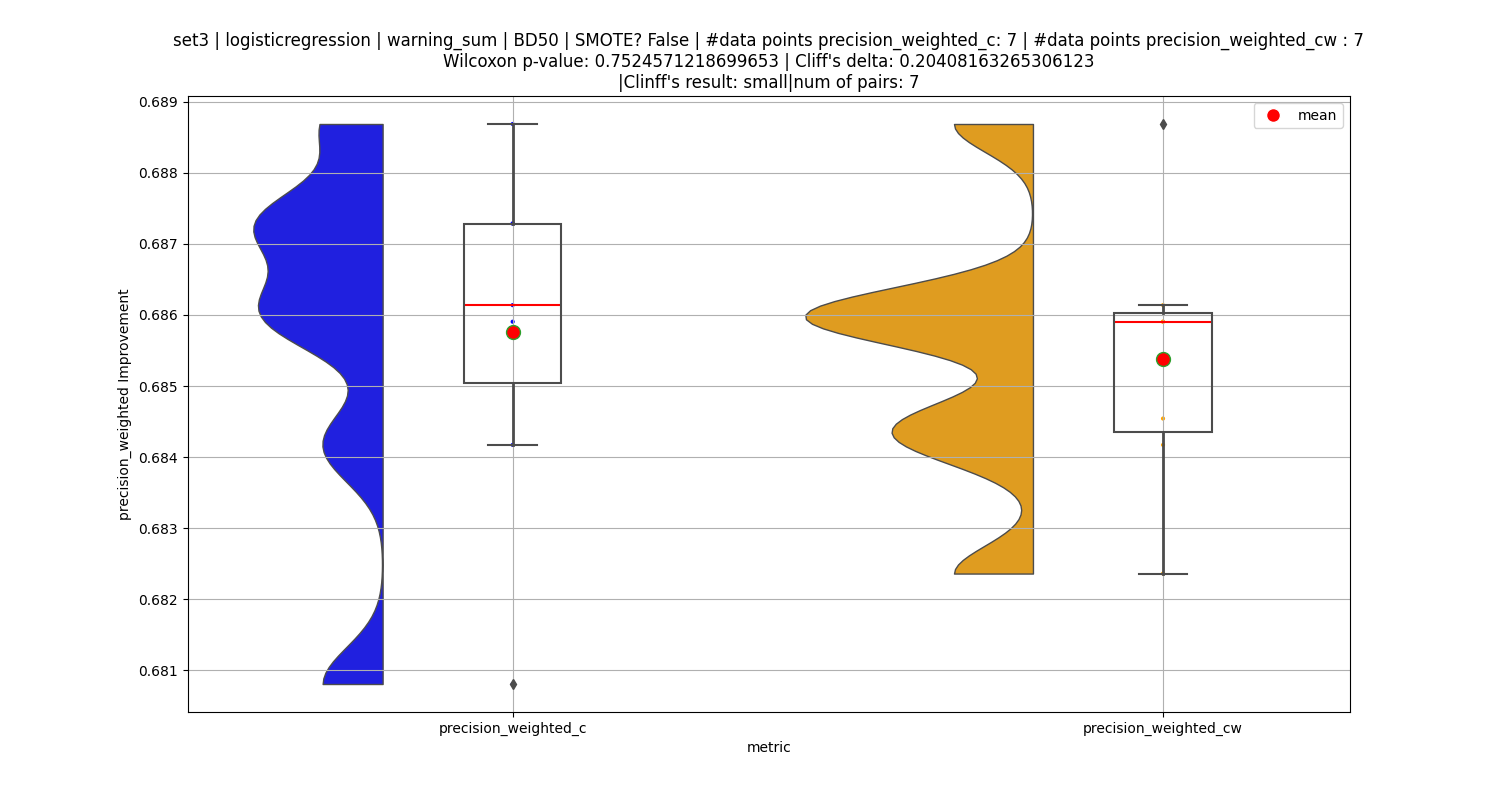 set3 | logisticregression | warning_sum | BD50 | SMOTE? False | #data points precision_weighted_c: 7 | #data points precision_weighted_cw : 7
Wilcoxon p-value: 0.7524571218699653 | Cliff's delta: 0.20408163265306123
|Clinff's result: small|num of pairs: 7
mean
0.689
0.688
0.687
0.686
0.685
0.684
0.683
0.682
0.681
precision_weighted Improvement
precision_weighted_c
precision_weighted_cw
metric